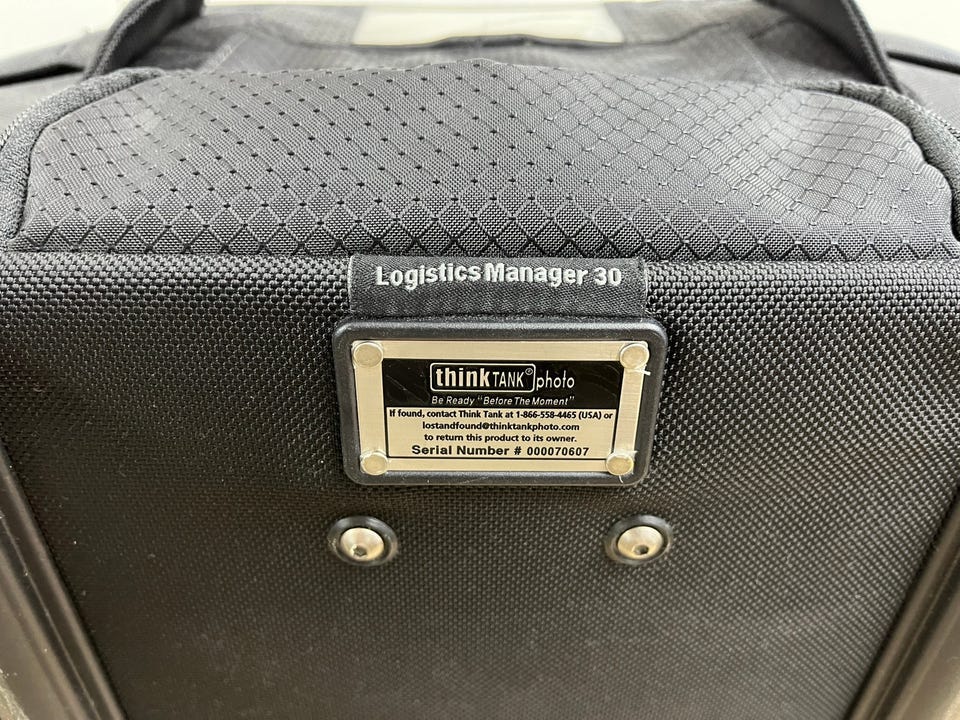 Logistics Manager 30
thinkTANK® photo
Be Ready "Before The Moment"
If found, contact Think Tank at 1-866-558-4465 (USA) or
lostandfound@thinktankphoto.com
to return this product to its owner.
Serial Number # 000070607